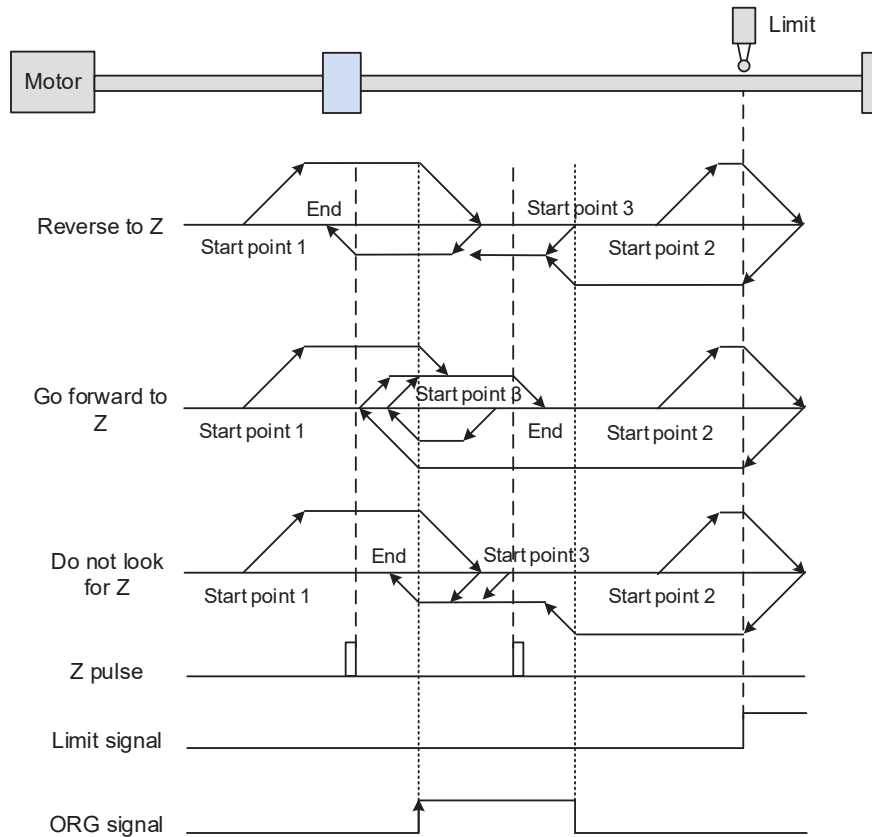 Limit
Motor
Reverse to Z
End
Start point 3
Start point 1
Start point 2
Go forward to
Z
Start point 3
Start point 1
End
Start point 2
Do not look
for Z
End
Start point 3
Start point 1
Start point 2
Z pulse
Limit signal
ORG signal